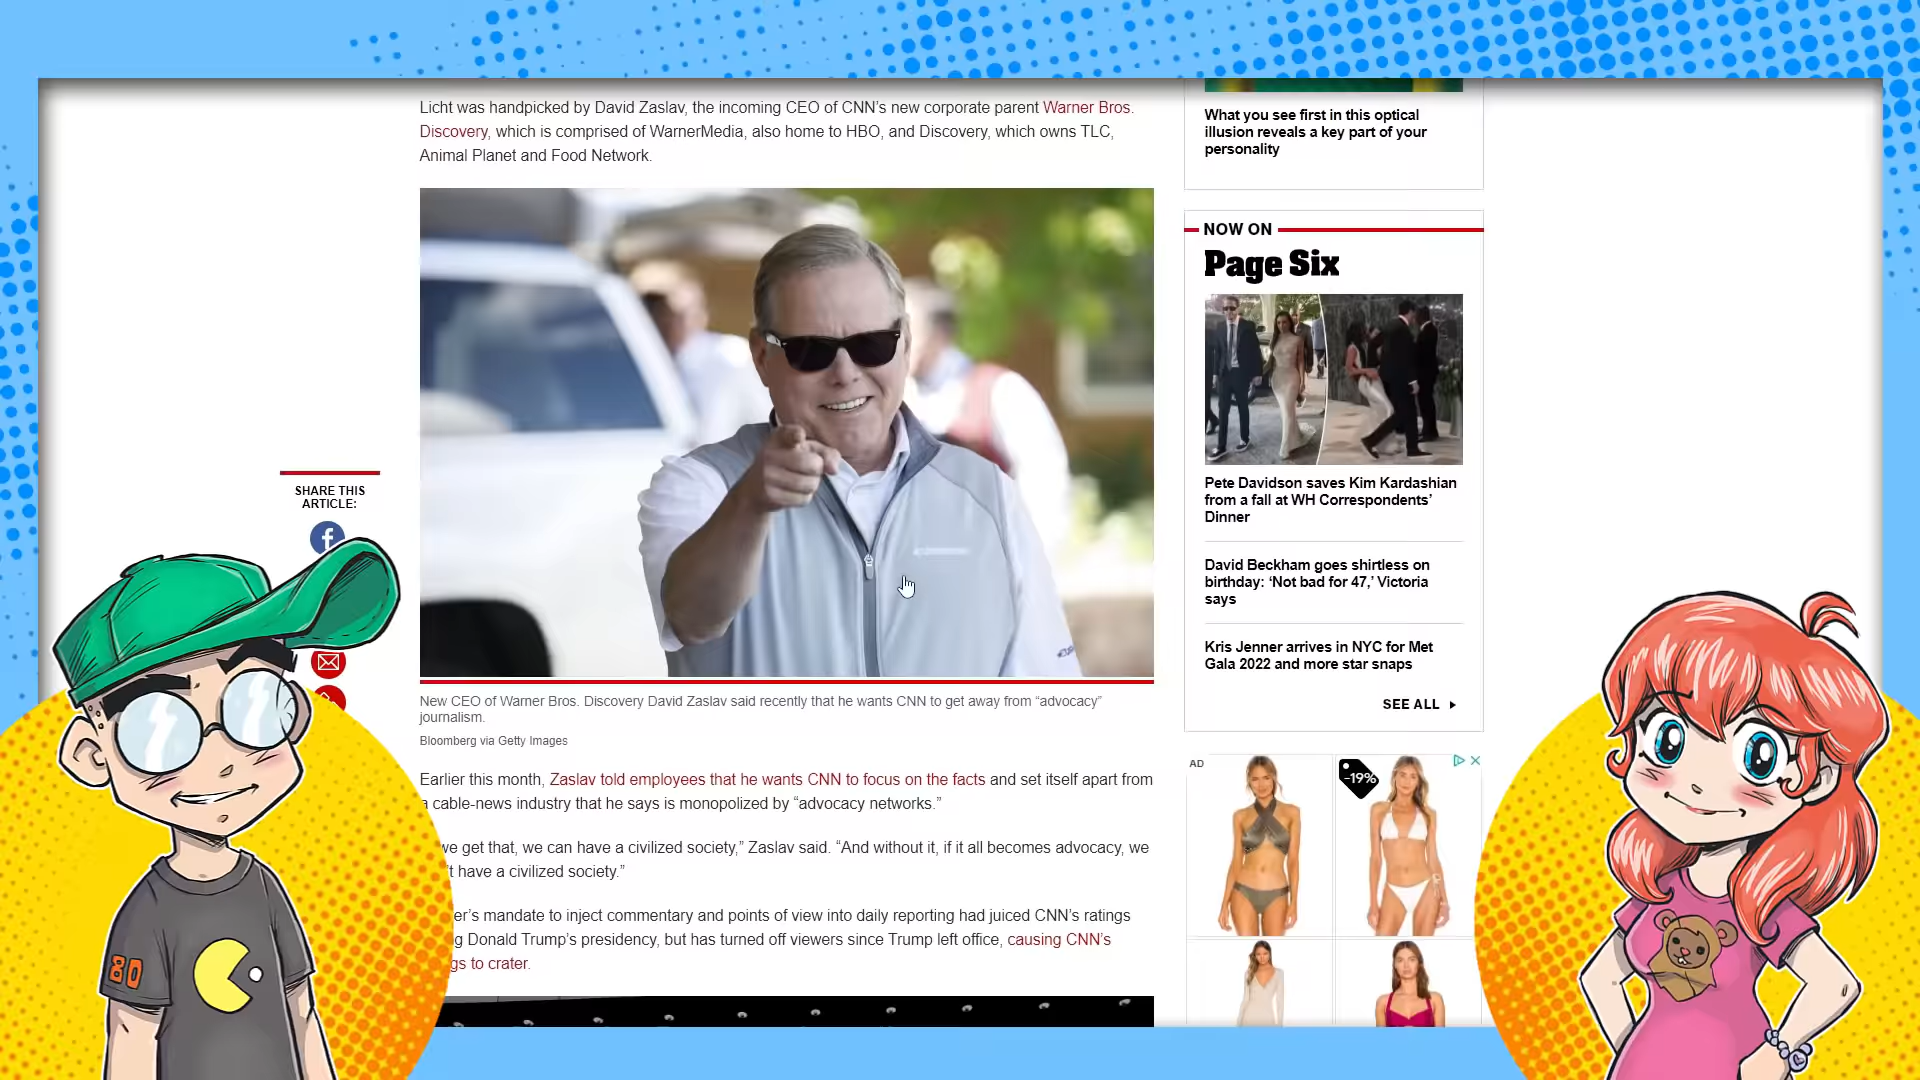 Licht was handpicked by David Zaslav, the incoming CEO of CNN's new corporate parent Warner Bros.
Discovery, which is comprised of WarnerMedia, also home to HBO, and Discovery, which owns TLC,
Animal Planet and Food Network.
SHARE THIS
ARTICLE:
New CEO of Warner Bros. Discovery David Zaslav said recently that he wants CNN to get away from “advocacy”
journalism.
Bloomberg via Getty Images
Earlier this month, Zaslav told employees that he wants CNN to focus on the facts and set itself apart from
a cable-news industry that he says is monopolized by “advocacy networks.”
we get that, we can have a civilized society,” Zaslav said. “And without it, if it all becomes advocacy, we
't have a civilized society.”
er's mandate to inject commentary and points of view into daily reporting had juiced CNN's ratings
g Donald Trump's presidency, but has turned off viewers since Trump left office, causing CNN's
gs to crater.
What you see first in this optical
illusion reveals a key part of your
personality
NOW ON
Page Six
Pete Davidson saves Kim Kardashian
from a fall at WH Correspondents’
Dinner
David Beckham goes shirtless on
birthday: ‘Not bad for 47,’ Victoria
says
Kris Jenner arrives in NYC for Met
Gala 2022 and more star snaps
SEE ALL
AD
-19%
80